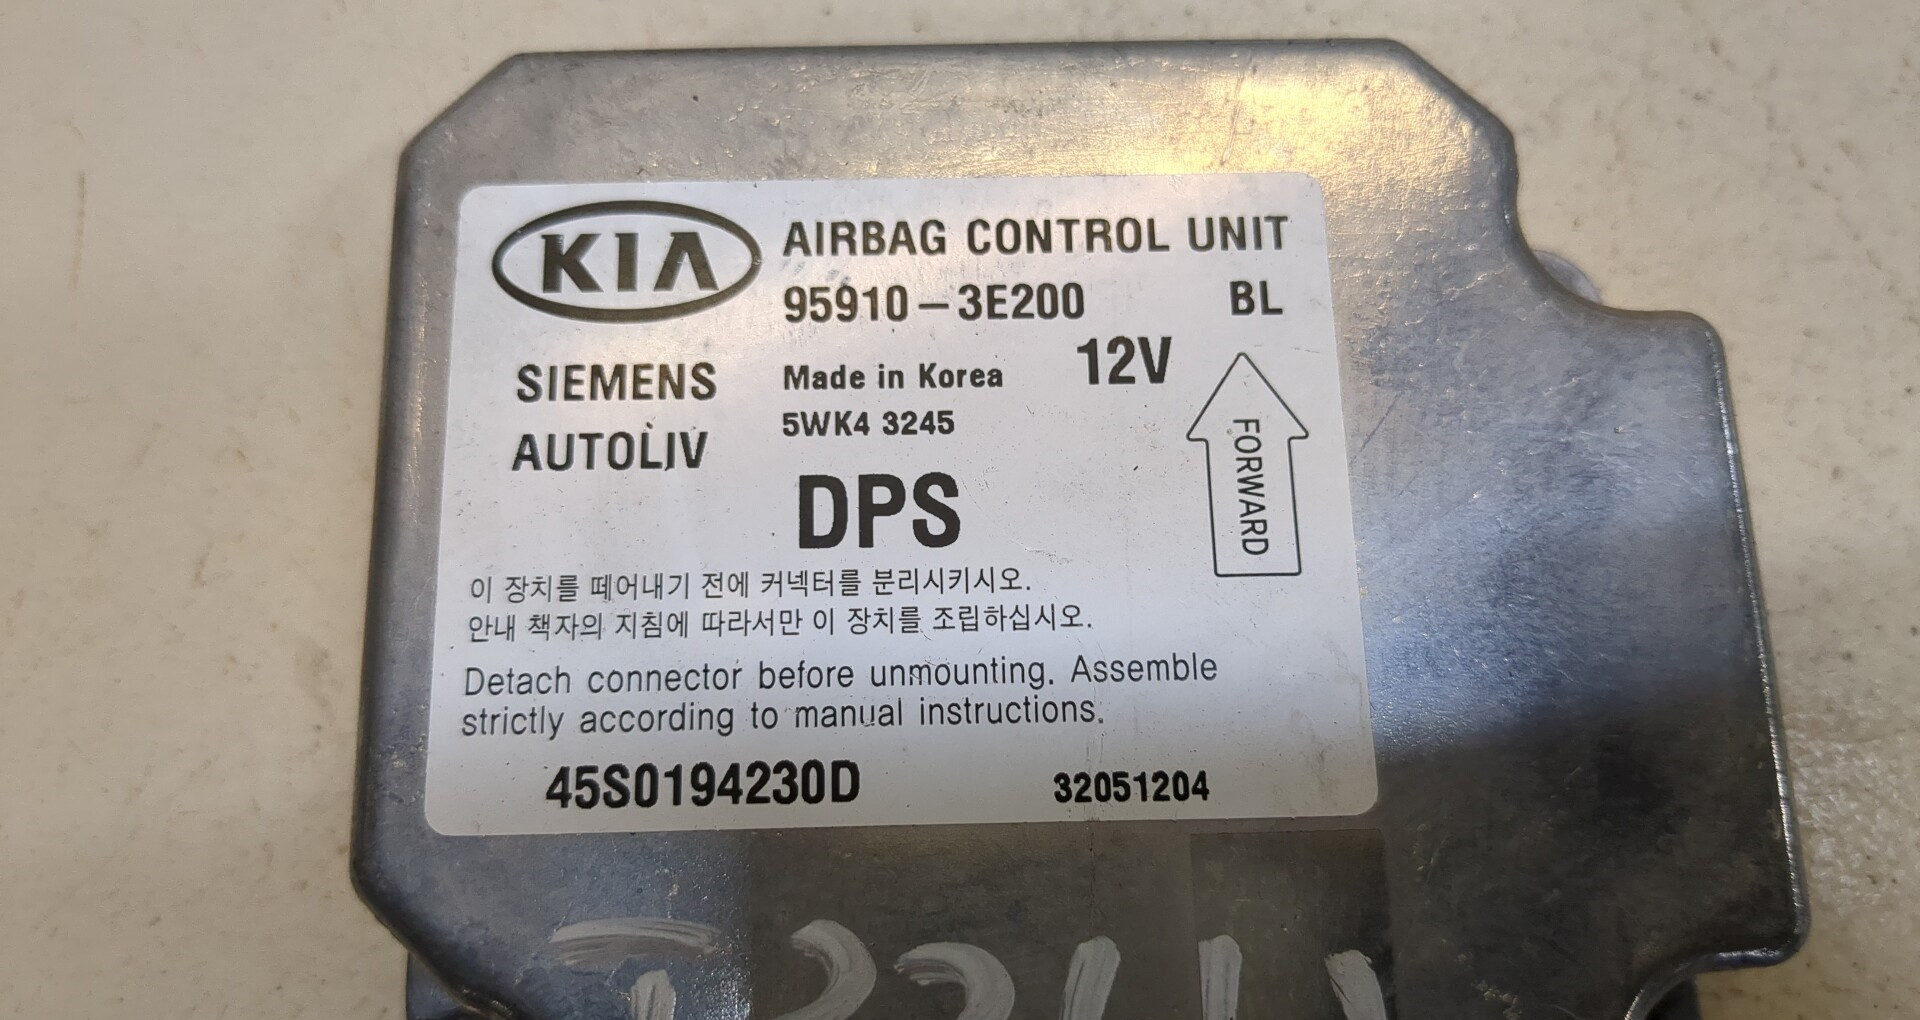 KIA AIRBAG CONTROL UNIT
95910-3E200 BL
SIEMENS Made in Korea 12V
5WK4 3245
AUTOLIV
FORWARD
DPS
이 장치를 떼어내기 전에 커넥터를 분리시키시오.
안내 책자의 지침에 따라서만 이 장치를 조립하십시오.
Detach connector before unmounting. Assemble
strictly according to manual instructions.
45S0194230D 32051204